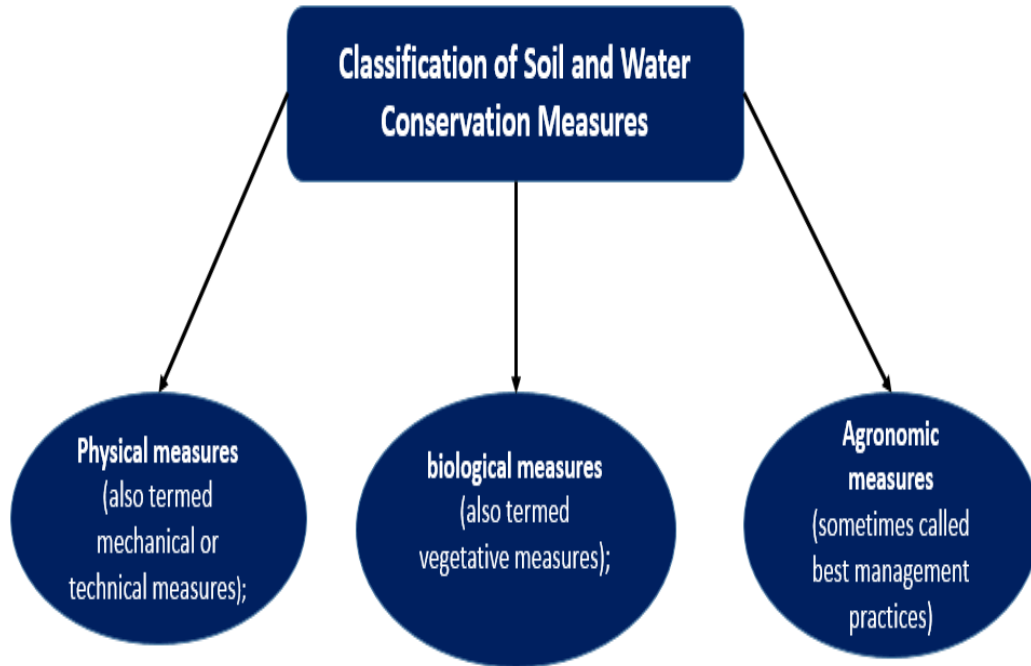 Classification of Soil and Water
Conservation Measures
Physical measures
(also termed
mechanical or
technical measures);
biological measures
(also termed
vegetative measures);
Agronomic
measures
(sometimes called
best management
practices)